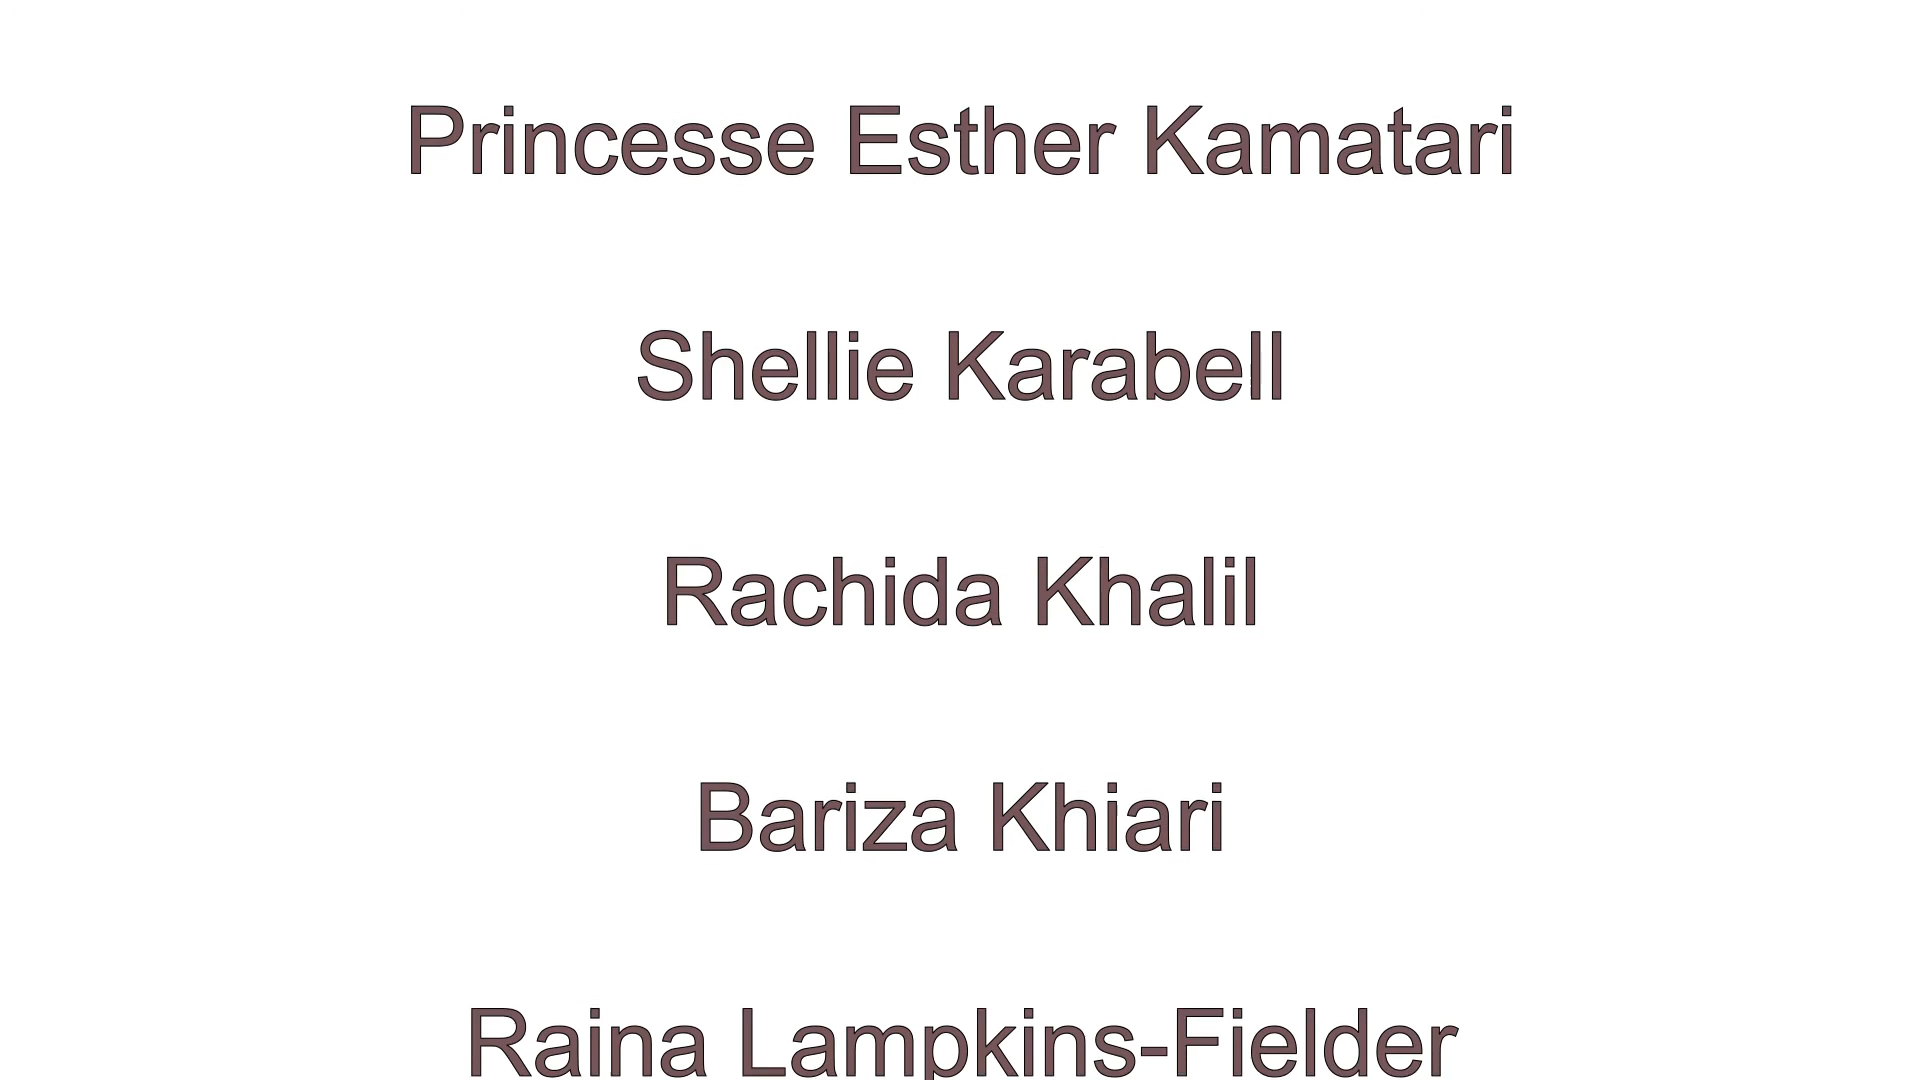 Princesse Esther Kamatari
Shellie Karabell
Rachida Khalil
Bariza Khiari
Raina Lampkins-Fielder